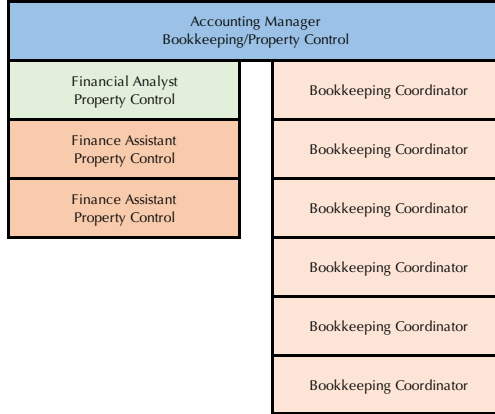 Accounting Manager
Bookkeeping/Property Control
Financial Analyst
Property Control
Finance Assistant
Property Control
Finance Assistant
Property Control
Bookkeeping Coordinator
Bookkeeping Coordinator
Bookkeeping Coordinator
Bookkeeping Coordinator
Bookkeeping Coordinator
Bookkeeping Coordinator